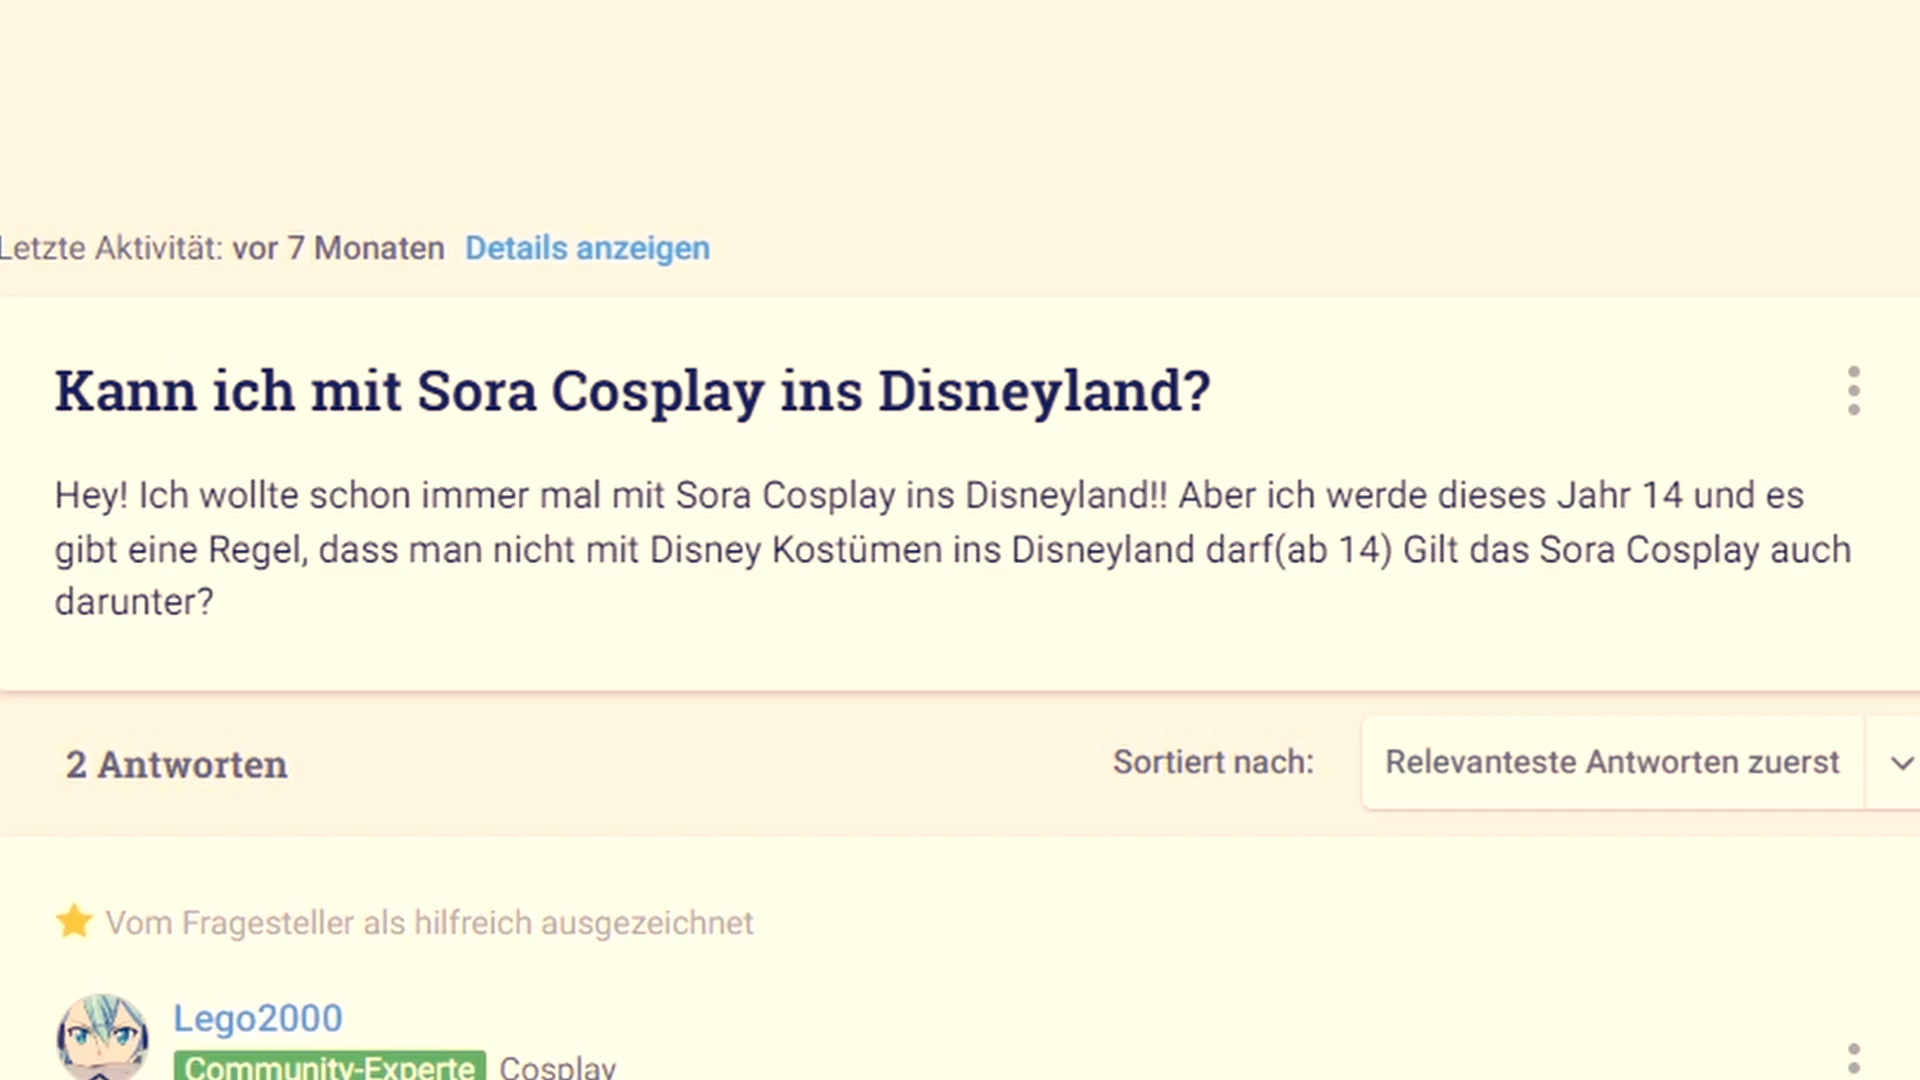 Letzte Aktivität: vor 7 Monaten Details anzeigen
Kann ich mit Sora Cosplay ins Disneyland?
Hey! Ich wollte schon immer mal mit Sora Cosplay ins Disneyland!! Aber ich werde dieses Jahr 14 und es
gibt eine Regel, dass man nicht mit Disney Kostümen ins Disneyland darf(ab 14) Gilt das Sora Cosplay auch
darunter?
2 Antworten
Sortiert nach: Relevanteste Antworten zuerst
Vom Fragesteller als hilfreich ausgezeichnet
Lego2000
Community-Experte Cosplay